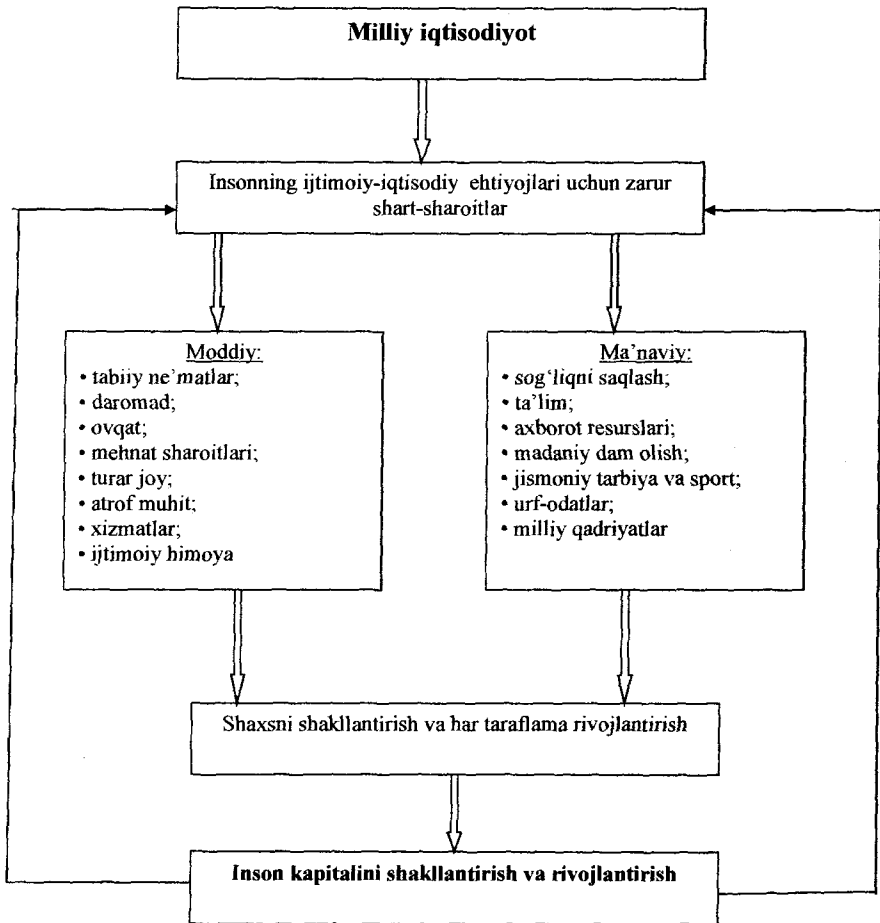 Milliy iqtisodiyot
Insonning ijtimoiy-iqtisodiy ehtiyojlari uchun zarur
shart-sharoitlar
Moddiy:
• tabiiy ne’matlar;
• daromad;
• ovqat;
• mehnat sharoitlari;
• turar joy;
• atrof muhit;
• xizmatlar;
• ijtimoiy himoya
Ma’naviy:
• sog‘liqni saqlash;
• ta’lim;
• axborot resurslari;
• madaniy dam olish;
• jismoniy tarbiya va sport;
• urf-odatlar;
• milliy qadriyatlar
Shaxsni shakllantirish va har taraflama rivojlantirish
Inson kapitalini shakllantirish va rivojlantirish